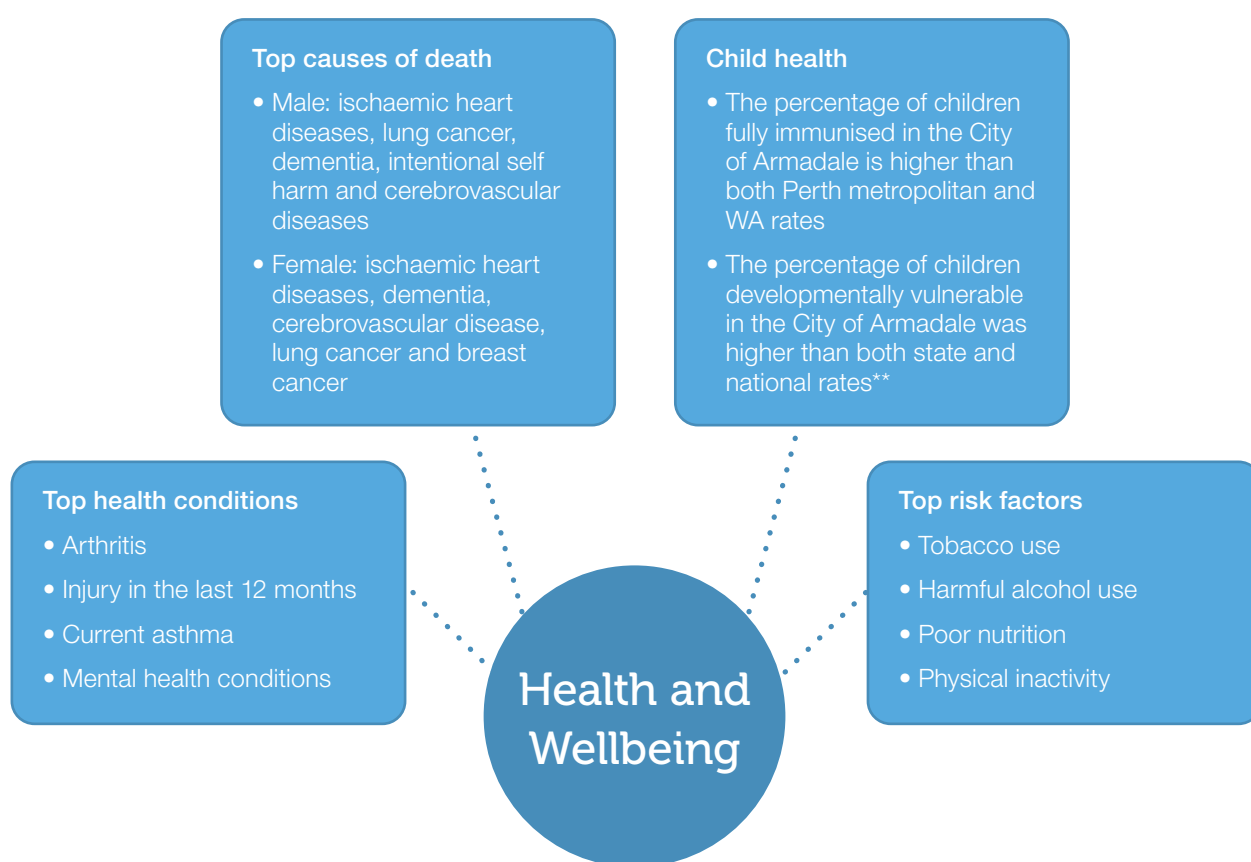 Top causes of death
• Male: ischaemic heart
diseases, lung cancer,
dementia, intentional self
harm and cerebrovascular
diseases
• Female: ischaemic heart
diseases, dementia,
cerebrovascular disease,
lung cancer and breast
cancer
Child health
• The percentage of children
fully immunised in the City
of Armadale is higher than
both Perth metropolitan and
WA rates
• The percentage of children
developmentally vulnerable
in the City of Armadale was
higher than both state and
national rates**
Top health conditions
• Arthritis
• Injury in the last 12 months
• Current asthma
• Mental health conditions
Top risk factors
• Tobacco use
• Harmful alcohol use
• Poor nutrition
• Physical inactivity
Health and
Wellbeing